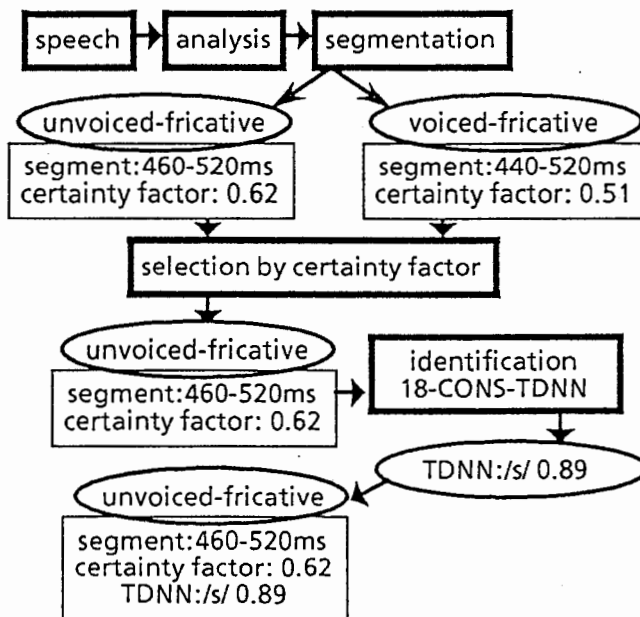 speech
analysis
segmentation
unvoiced-fricative
segment:460-520ms
certainty factor: 0.62
voiced-fricative
segment:440-520ms
certainty factor: 0.51
selection by certainty factor
unvoiced-fricative
segment:460-520ms
certainty factor: 0.62
identification
18-CONS-TDNN
TDNN:/s/ 0.89
unvoiced-fricative
segment:460-520ms
certainty factor: 0.62
TDNN:/s/ 0.89